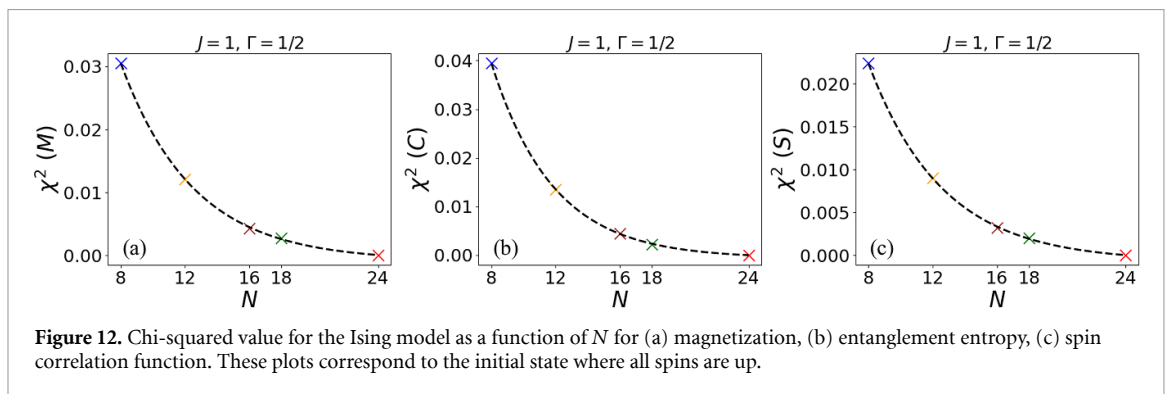 J = 1, Γ = 1/2
χ² (M)
0.03
0.02
0.01
0.00
(a)
8 12 16 18 24
N
J = 1, Γ = 1/2
χ² (C)
0.04
0.03
0.02
0.01
0.00
(b)
8 12 16 18 24
N
J = 1, Γ = 1/2
χ² (S)
0.020
0.015
0.010
0.005
0.000
(c)
8 12 16 18 24
N
Figure 12. Chi-squared value for the Ising model as a function of N for (a) magnetization, (b) entanglement entropy, (c) spin
correlation function. These plots correspond to the initial state where all spins are up.